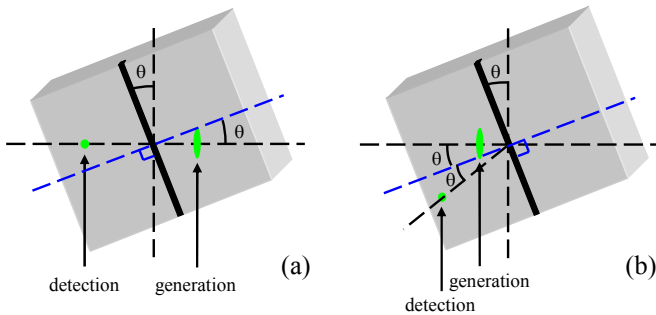 θ
θ
detection
generation
(a)
θ
θ
θ
generation
detection
(b)